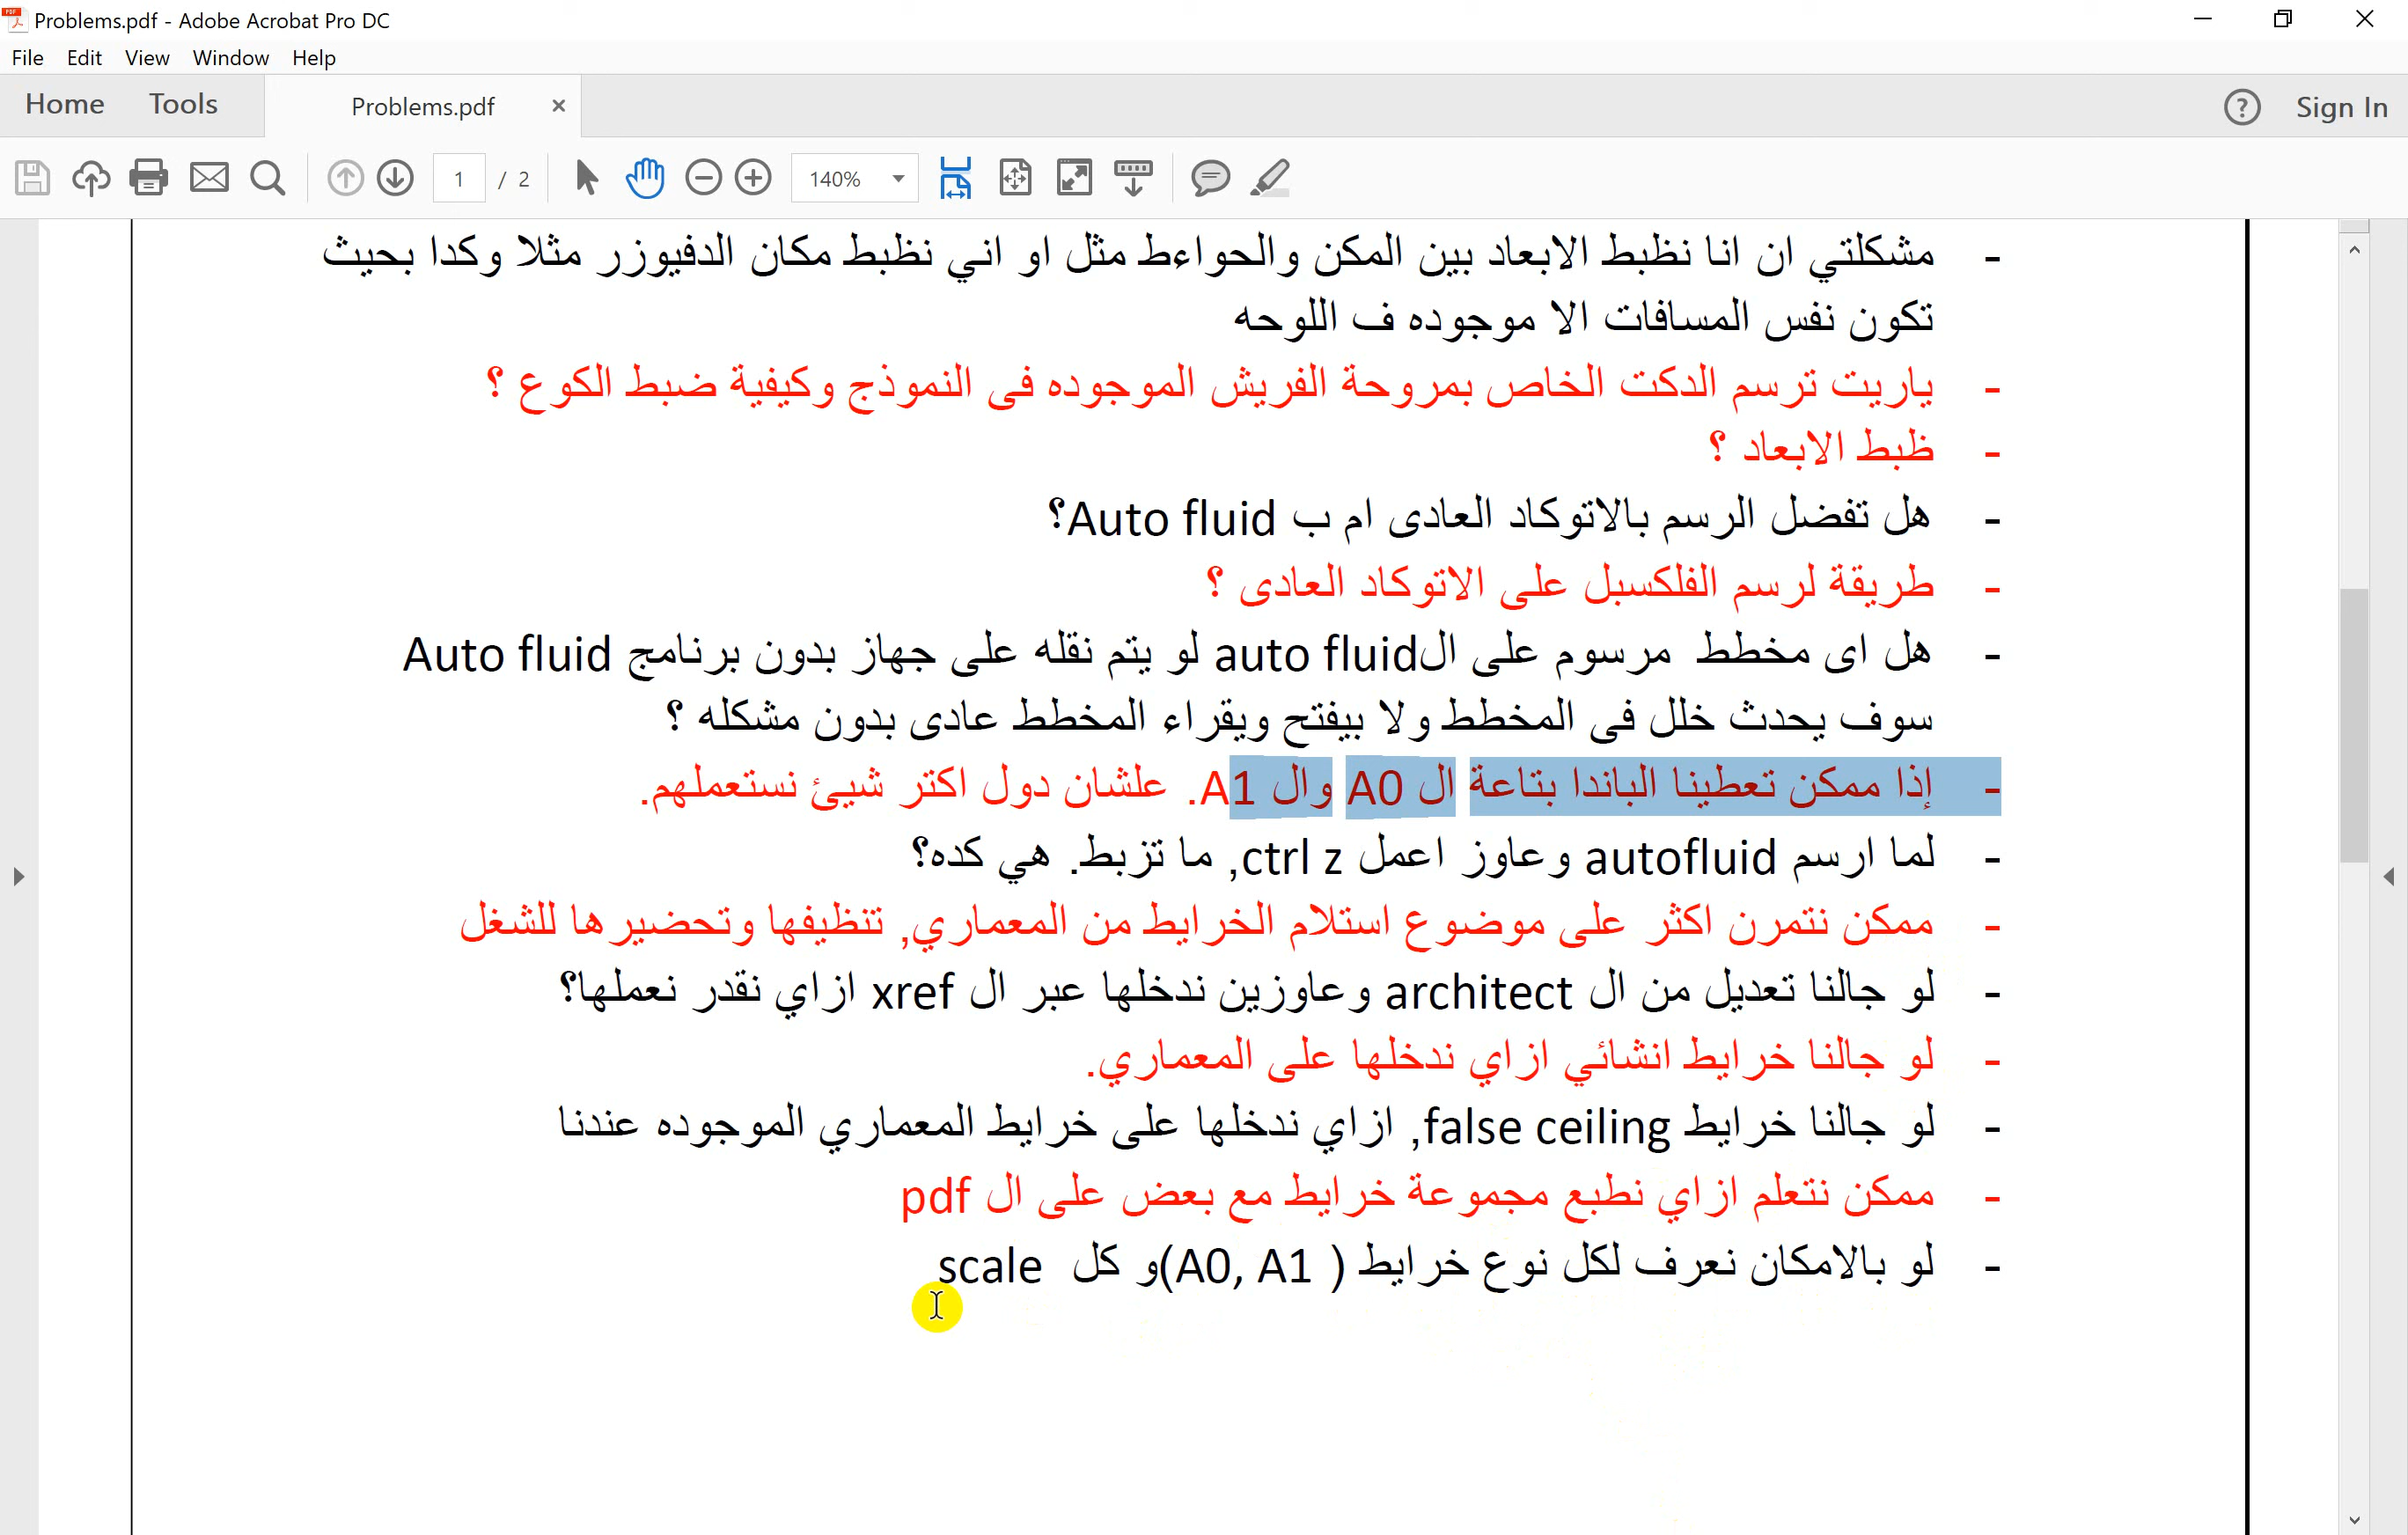 Problems.pdf - Adobe Acrobat Pro DC
File Edit View Window Help
Home Tools Problems.pdf × ? Sign In
1 / 2 140%
- مشكلتي ان انا نظبط الابعاد بين المكن والحواءط مثل او اني نظبط مكان الدفيوزر مثلا وكدا بحيث
تكون نفس المسافات الا موجوده ف اللوحه
- ياريت ترسم الدكت الخاص بمروحة الفريش الموجوده فى النموذج وكيفية ضبط الكوع ؟
- ظبط الابعاد ؟
- هل تفضل الرسم بالاتوكاد العادى ام ب Auto fluid؟
- طريقة لرسم الفلكسبل على الاتوكاد العادى ؟
- هل اى مخطط مرسوم على الauto fluid لو يتم نقله على جهاز بدون برنامج Auto fluid
سوف يحدث خلل فى المخطط ولا بيفتح ويقراء المخطط عادى بدون مشكله ؟
- إذا ممكن تعطينا الباندا بتاعة ال A0 وال A1. علشان دول اكتر شيئ نستعملهم.
- لما ارسم autofluid وعاوز اعمل ctrl z, ما تزبط. هي كده؟
- ممكن نتمرن اكثر على موضوع استلام الخرايط من المعماري, تنظيفها وتحضيرها للشغل
- لو جالنا تعديل من ال architect وعاوزين ندخلها عبر ال xref ازاي نقدر نعملها؟
- لو جالنا خرايط انشائي ازاي ندخلها على المعماري.
- لو جالنا خرايط false ceiling, ازاي ندخلها على خرايط المعماري الموجوده عندنا
- ممكن نتعلم ازاي نطبع مجموعة خرايط مع بعض على ال pdf
- لو بالامكان نعرف لكل نوع خرايط ( A0, A1)و كل scale